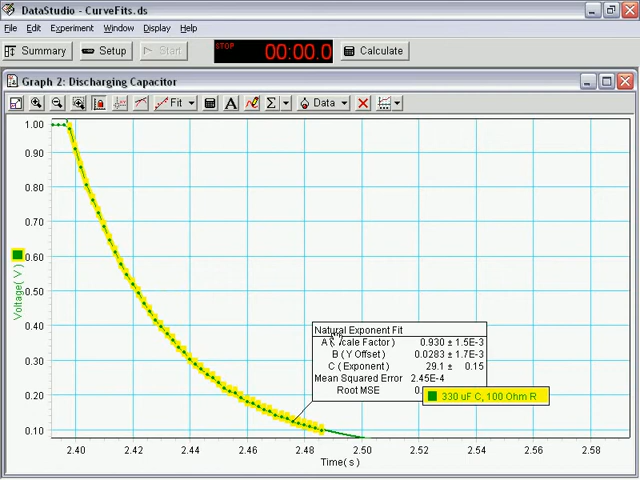 DataStudio - CurveFits.ds
File Edit Experiment Window Display Help
Summary Setup Start STOP 00:00.0 Calculate
Graph 2: Discharging Capacitor
Fit A Σ Data
1.00
0.90
0.80
0.70
0.60
0.50
0.40
0.30
0.20
0.10
Voltage( V )
Natural Exponent Fit
A cale Factor ) 0.930 ± 1.5E-3
B ( Y Offset ) 0.0283 ± 1.7E-3
C ( Exponent ) 29.1 ± 0.15
Mean Squared Error 2.45E-4
Root MSE
330 uF C, 100 Ohm R
2.40 2.42 2.44 2.46 2.48 2.50 2.52 2.54 2.56 2.58
Time( s )